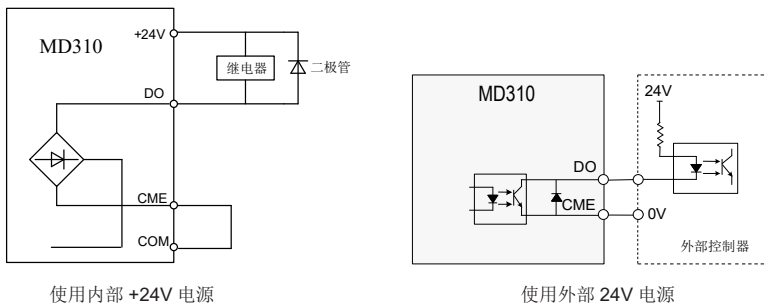 MD310
+24V
继电器
二极管
DO
CME
COM
使用内部 +24V 电源
MD310
24V
DO
CME
0V
外部控制器
使用外部 24V 电源